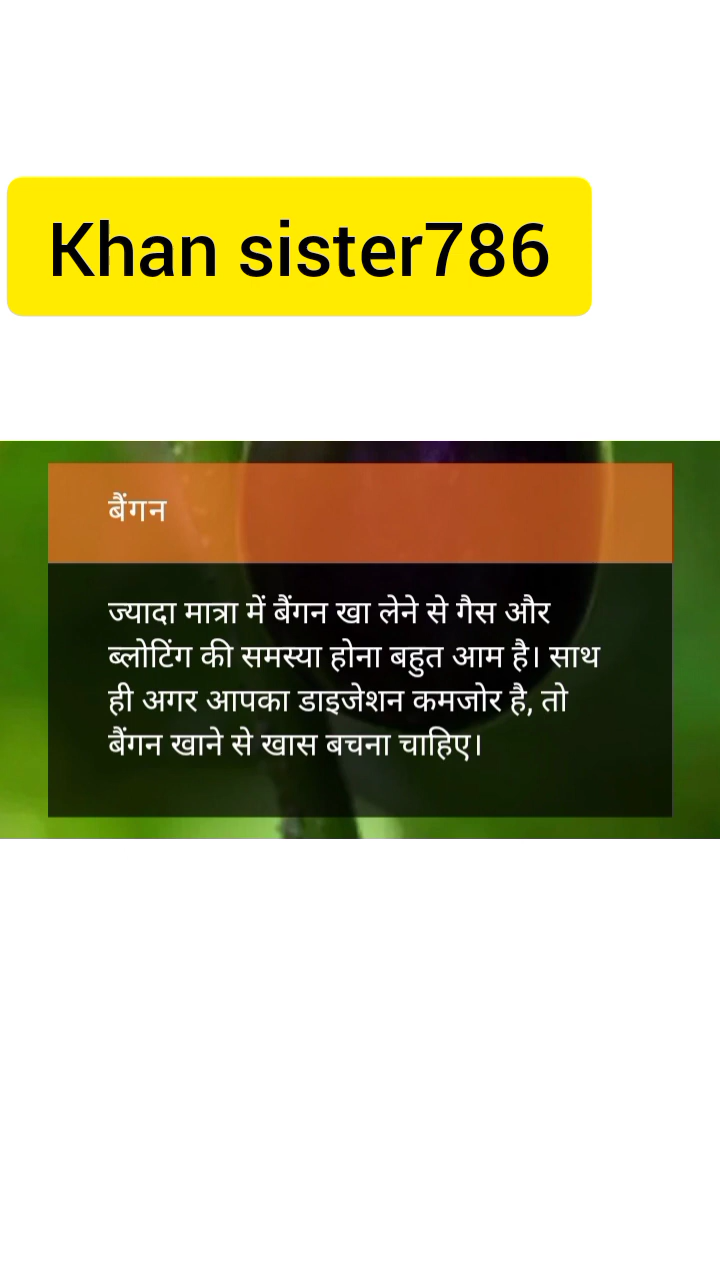 Khan sister786
बैंगन
ज्यादा मात्रा में बैंगन खा लेने से गैस और
ब्लोटिंग की समस्या होना बहुत आम है। साथ
ही अगर आपका डाइजेशन कमजोर है, तो
बैंगन खाने से खास बचना चाहिए।